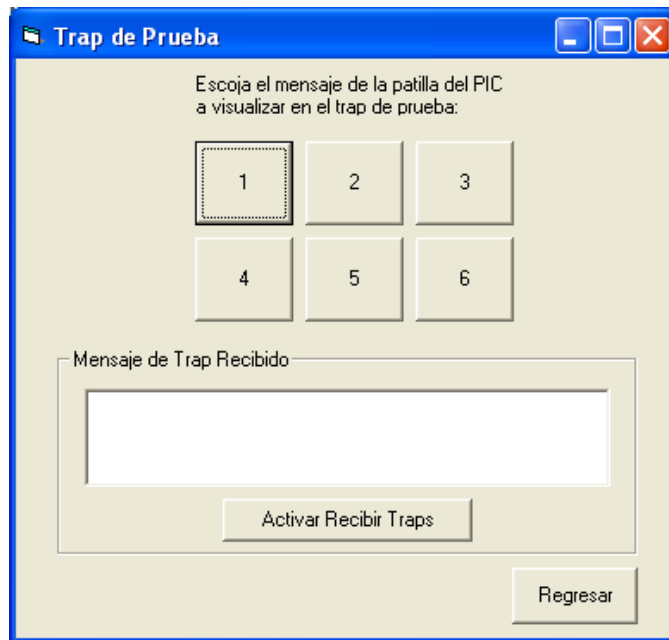 Trap de Prueba
Escoja el mensaje de la patilla del PIC
a visualizar en el trap de prueba:
1 2 3
4 5 6
Mensaje de Trap Recibido
Activar Recibir Traps
Regresar